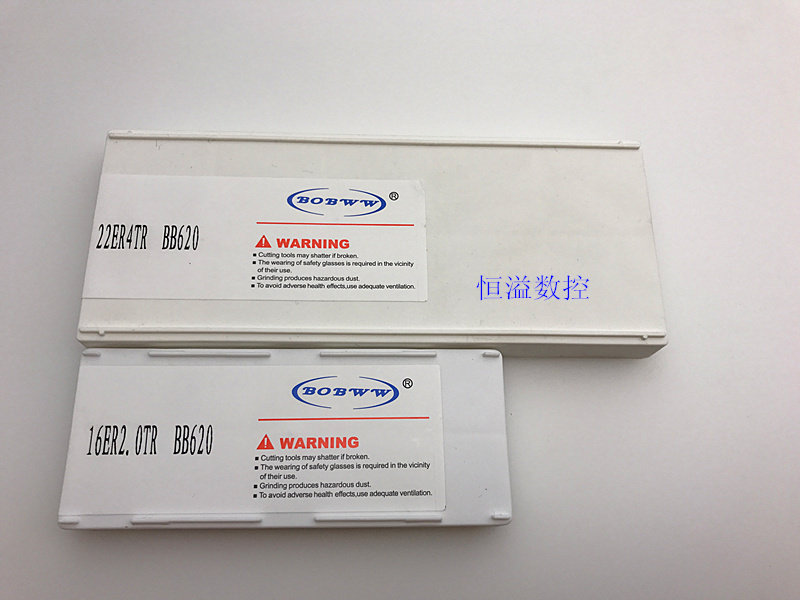 BOBWW®
22ER4TR BB620
WARNING
■ Cutting tools may shatter if broken.
■ The wearing of safety glasses is required in the vicinity
of their use.
■ Grinding produces hazardous dust.
■ To avoid adverse health effects,use adequate ventilation.
恒溢数控
BOBWW®
16ER2.0TR BB620
WARNING
■ Cutting tools may shatter if broken.
■ The wearing of safety glasses is required in the vicinity
of their use.
■ Grinding produces hazardous dust.
■ To avoid adverse health effects,use adequate ventilation.